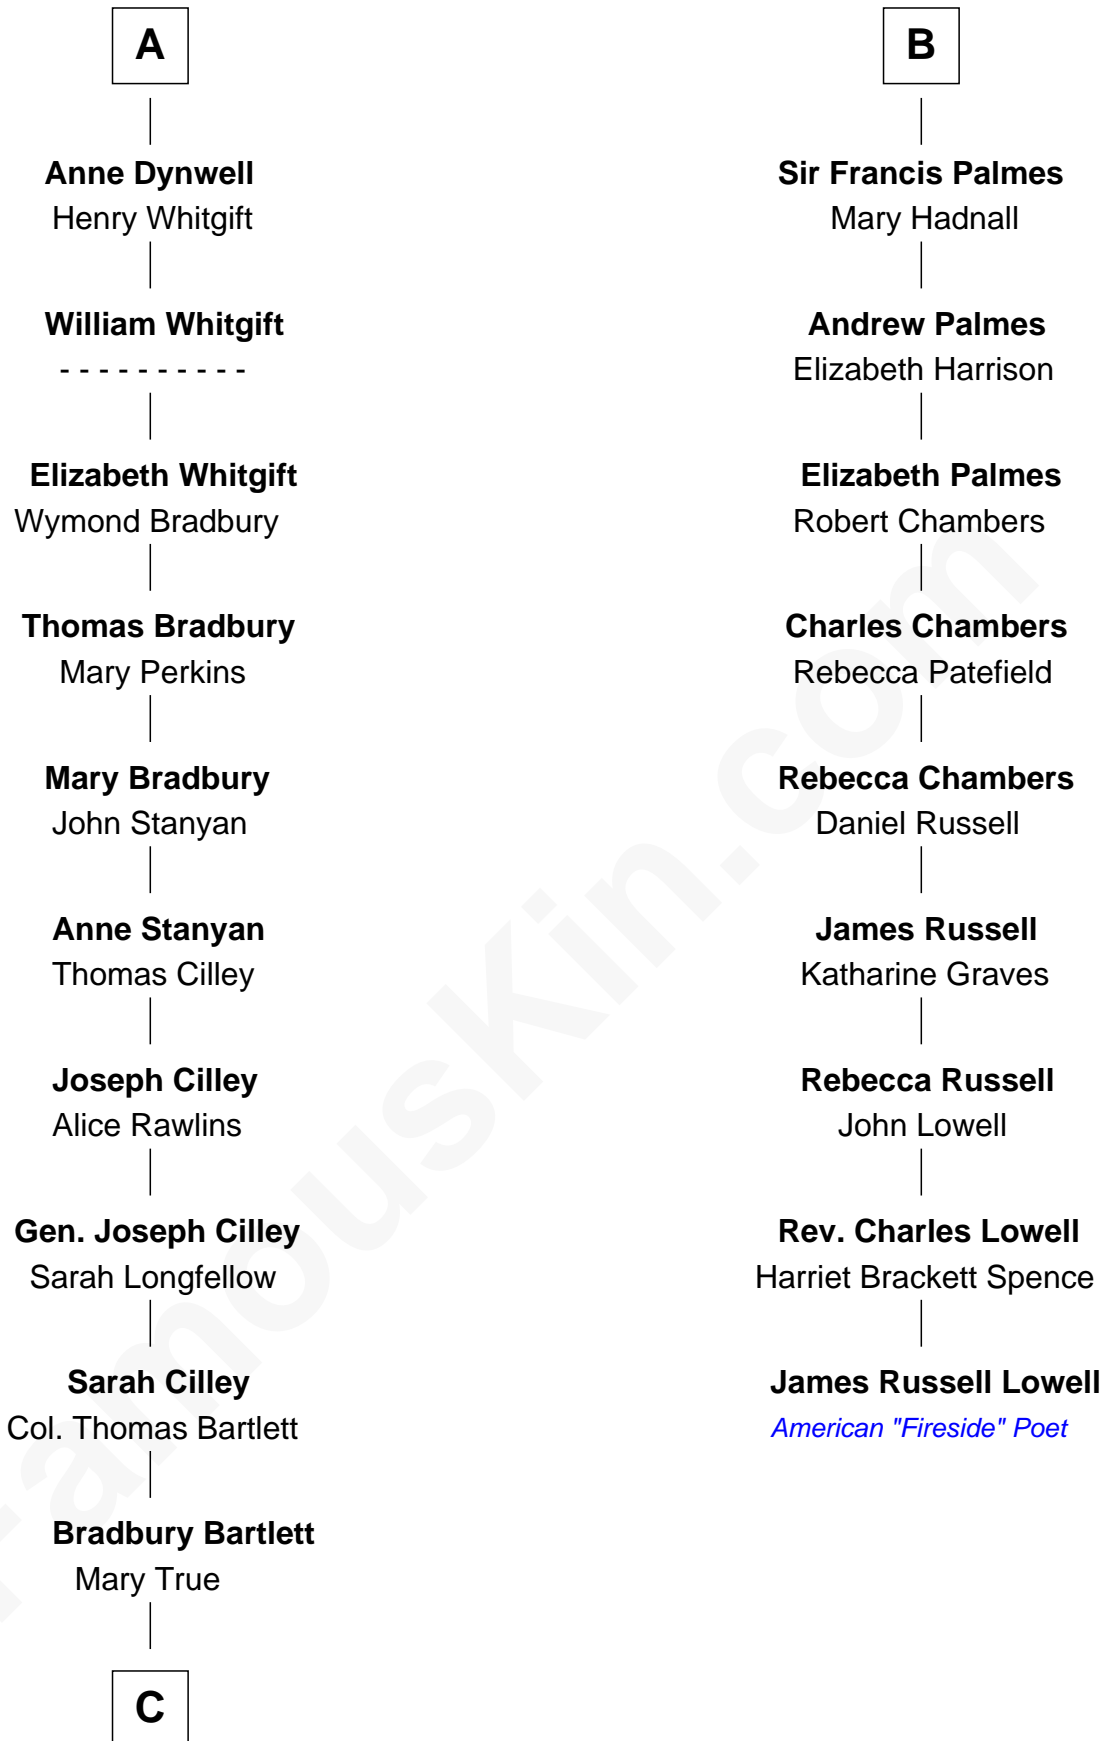 A
Anne Dynwell
Henry Whitgift
William Whitgift
- - - - - - - - - -
Elizabeth Whitgift
Wymond Bradbury
Thomas Bradbury
Mary Perkins
Mary Bradbury
John Stanyan
Anne Stanyan
Thomas Cilley
Joseph Cilley
Alice Rawlins
Gen. Joseph Cilley
Sarah Longfellow
Sarah Cilley
Col. Thomas Bartlett
Bradbury Bartlett
Mary True
C
B
Sir Francis Palmes
Mary Hadnall
Andrew Palmes
Elizabeth Harrison
Elizabeth Palmes
Robert Chambers
Charles Chambers
Rebecca Patefield
Rebecca Chambers
Daniel Russell
James Russell
Katharine Graves
Rebecca Russell
John Lowell
Rev. Charles Lowell
Harriet Brackett Spence
James Russell Lowell
American "Fireside" Poet
FamousKin.com